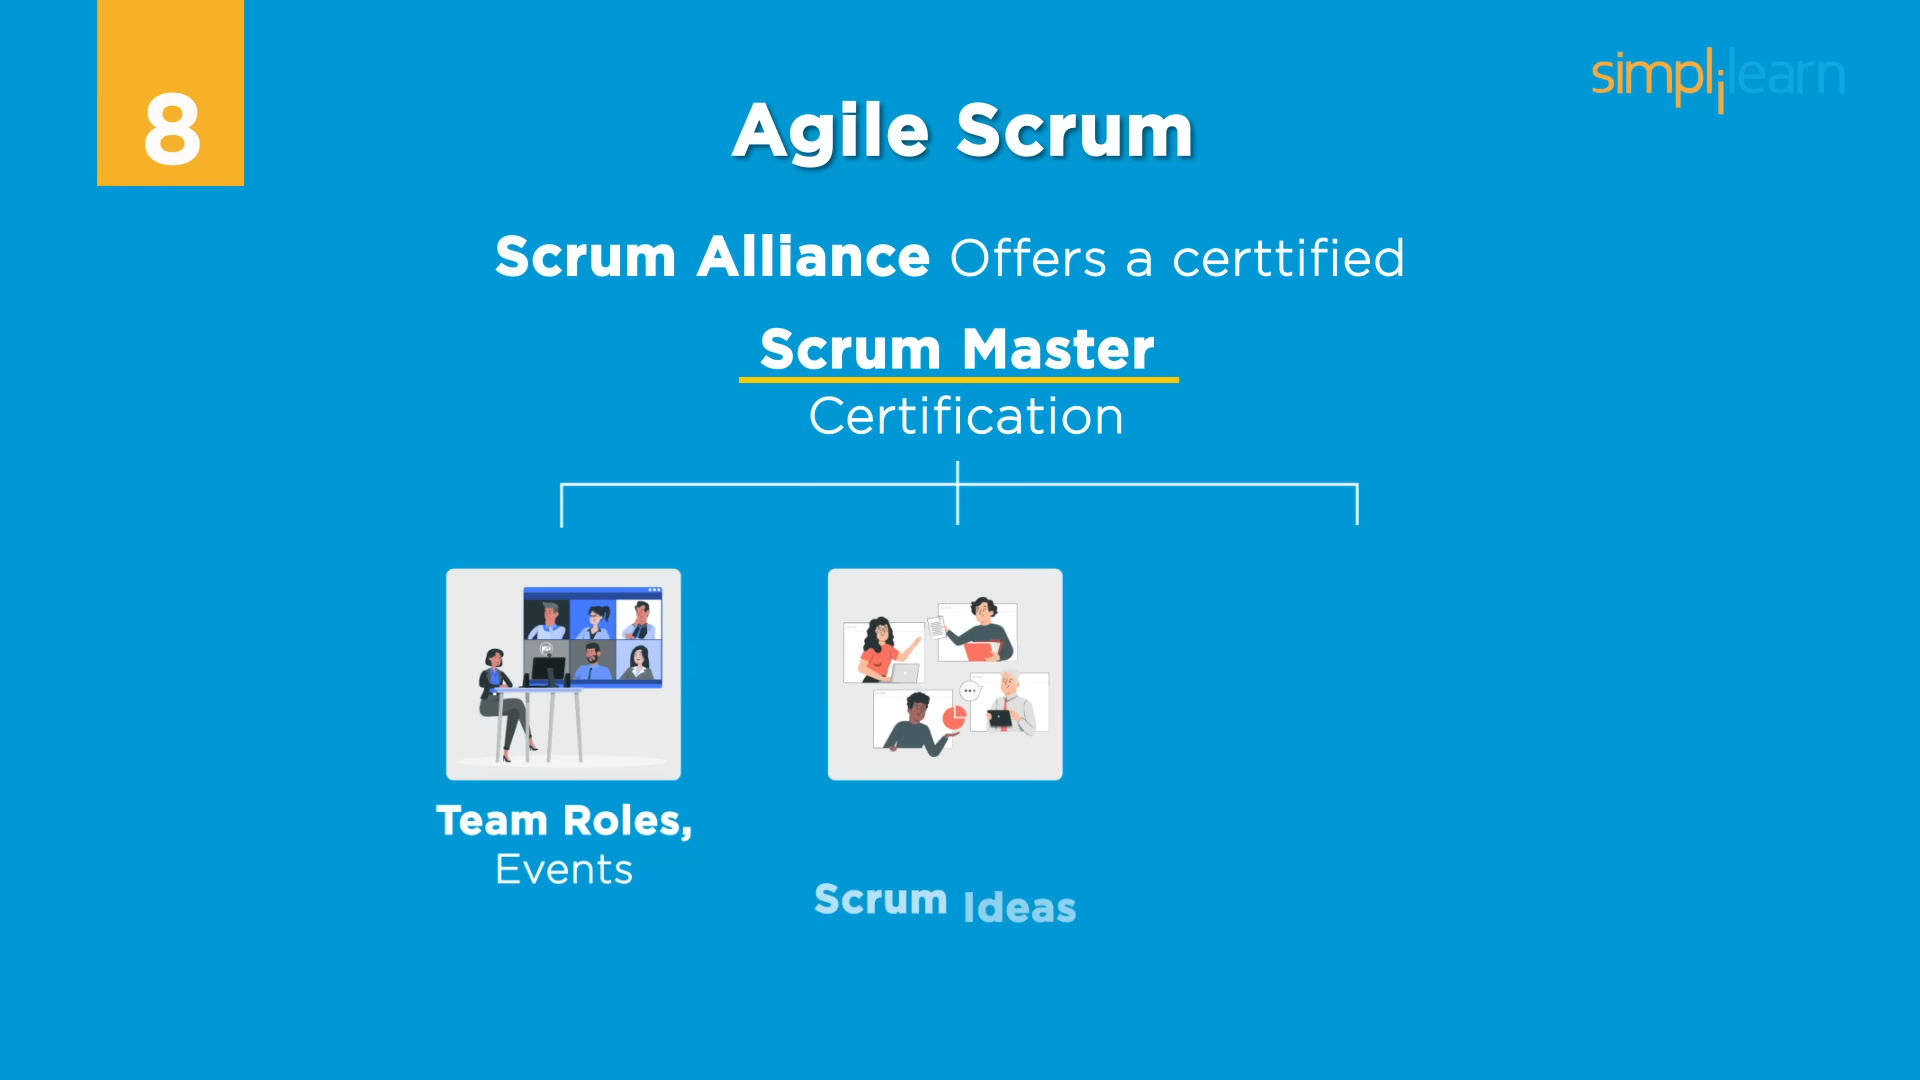 8
simplilearn
Agile Scrum
Scrum Alliance Offers a certtified
Scrum Master
Certification
Team Roles,
Events
Scrum Ideas